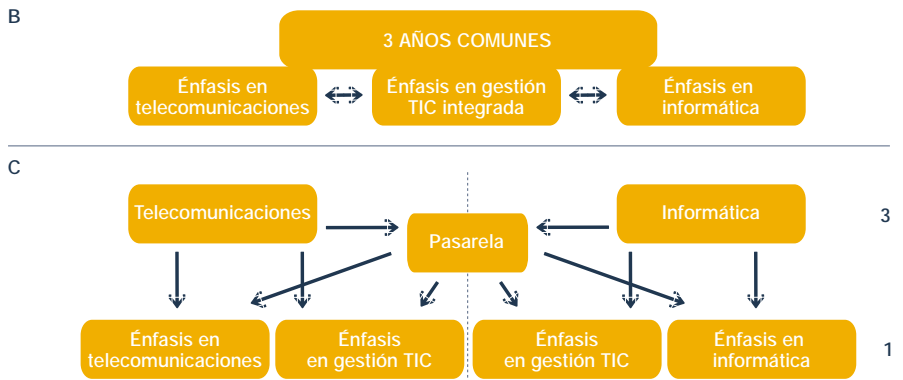 B
3 AÑOS COMUNES
Énfasis en
telecomunicaciones
Énfasis en gestión
TIC integrada
Énfasis en
informática
C
Telecomunicaciones
Informática
3
Pasarela
Énfasis en
telecomunicaciones
Énfasis
en gestión TIC
Énfasis
en gestión TIC
Énfasis en
informática
1